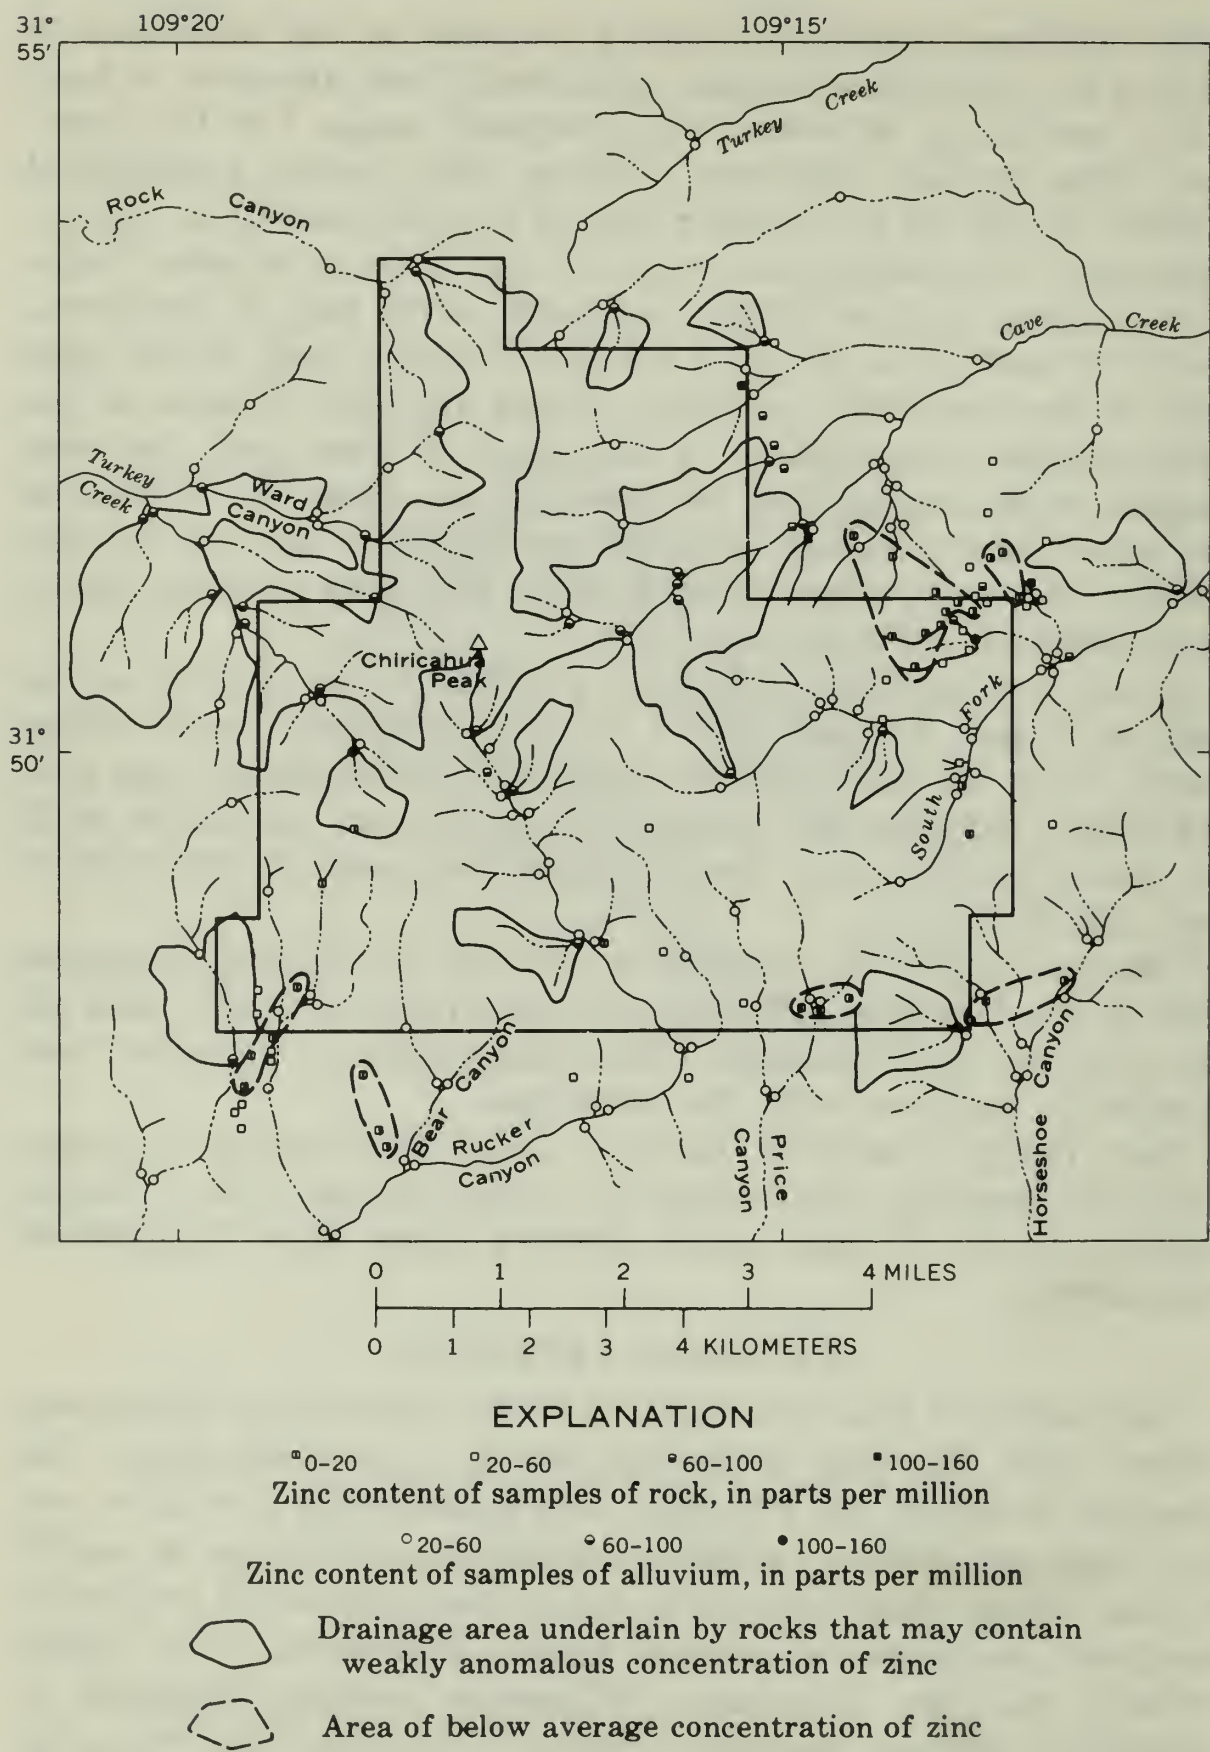 31°
55′
109°20′
109°15′
Turkey
Creek
Rock
Canyon
Cave
Creek
Turkey
Creek
Ward
Canyon
Chiricahua
Peak
31°
50′
Fork
South
Bear
Canyon
Rucker
Canyon
Price
Canyon
Horseshoe
Canyon
0 1 2 3 4 MILES
0 1 2 3 4 KILOMETERS
EXPLANATION
0-20 20-60 60-100 100-160
Zinc content of samples of rock, in parts per million
20-60 60-100 100-160
Zinc content of samples of alluvium, in parts per million
Drainage area underlain by rocks that may contain
weakly anomalous concentration of zinc
Area of below average concentration of zinc